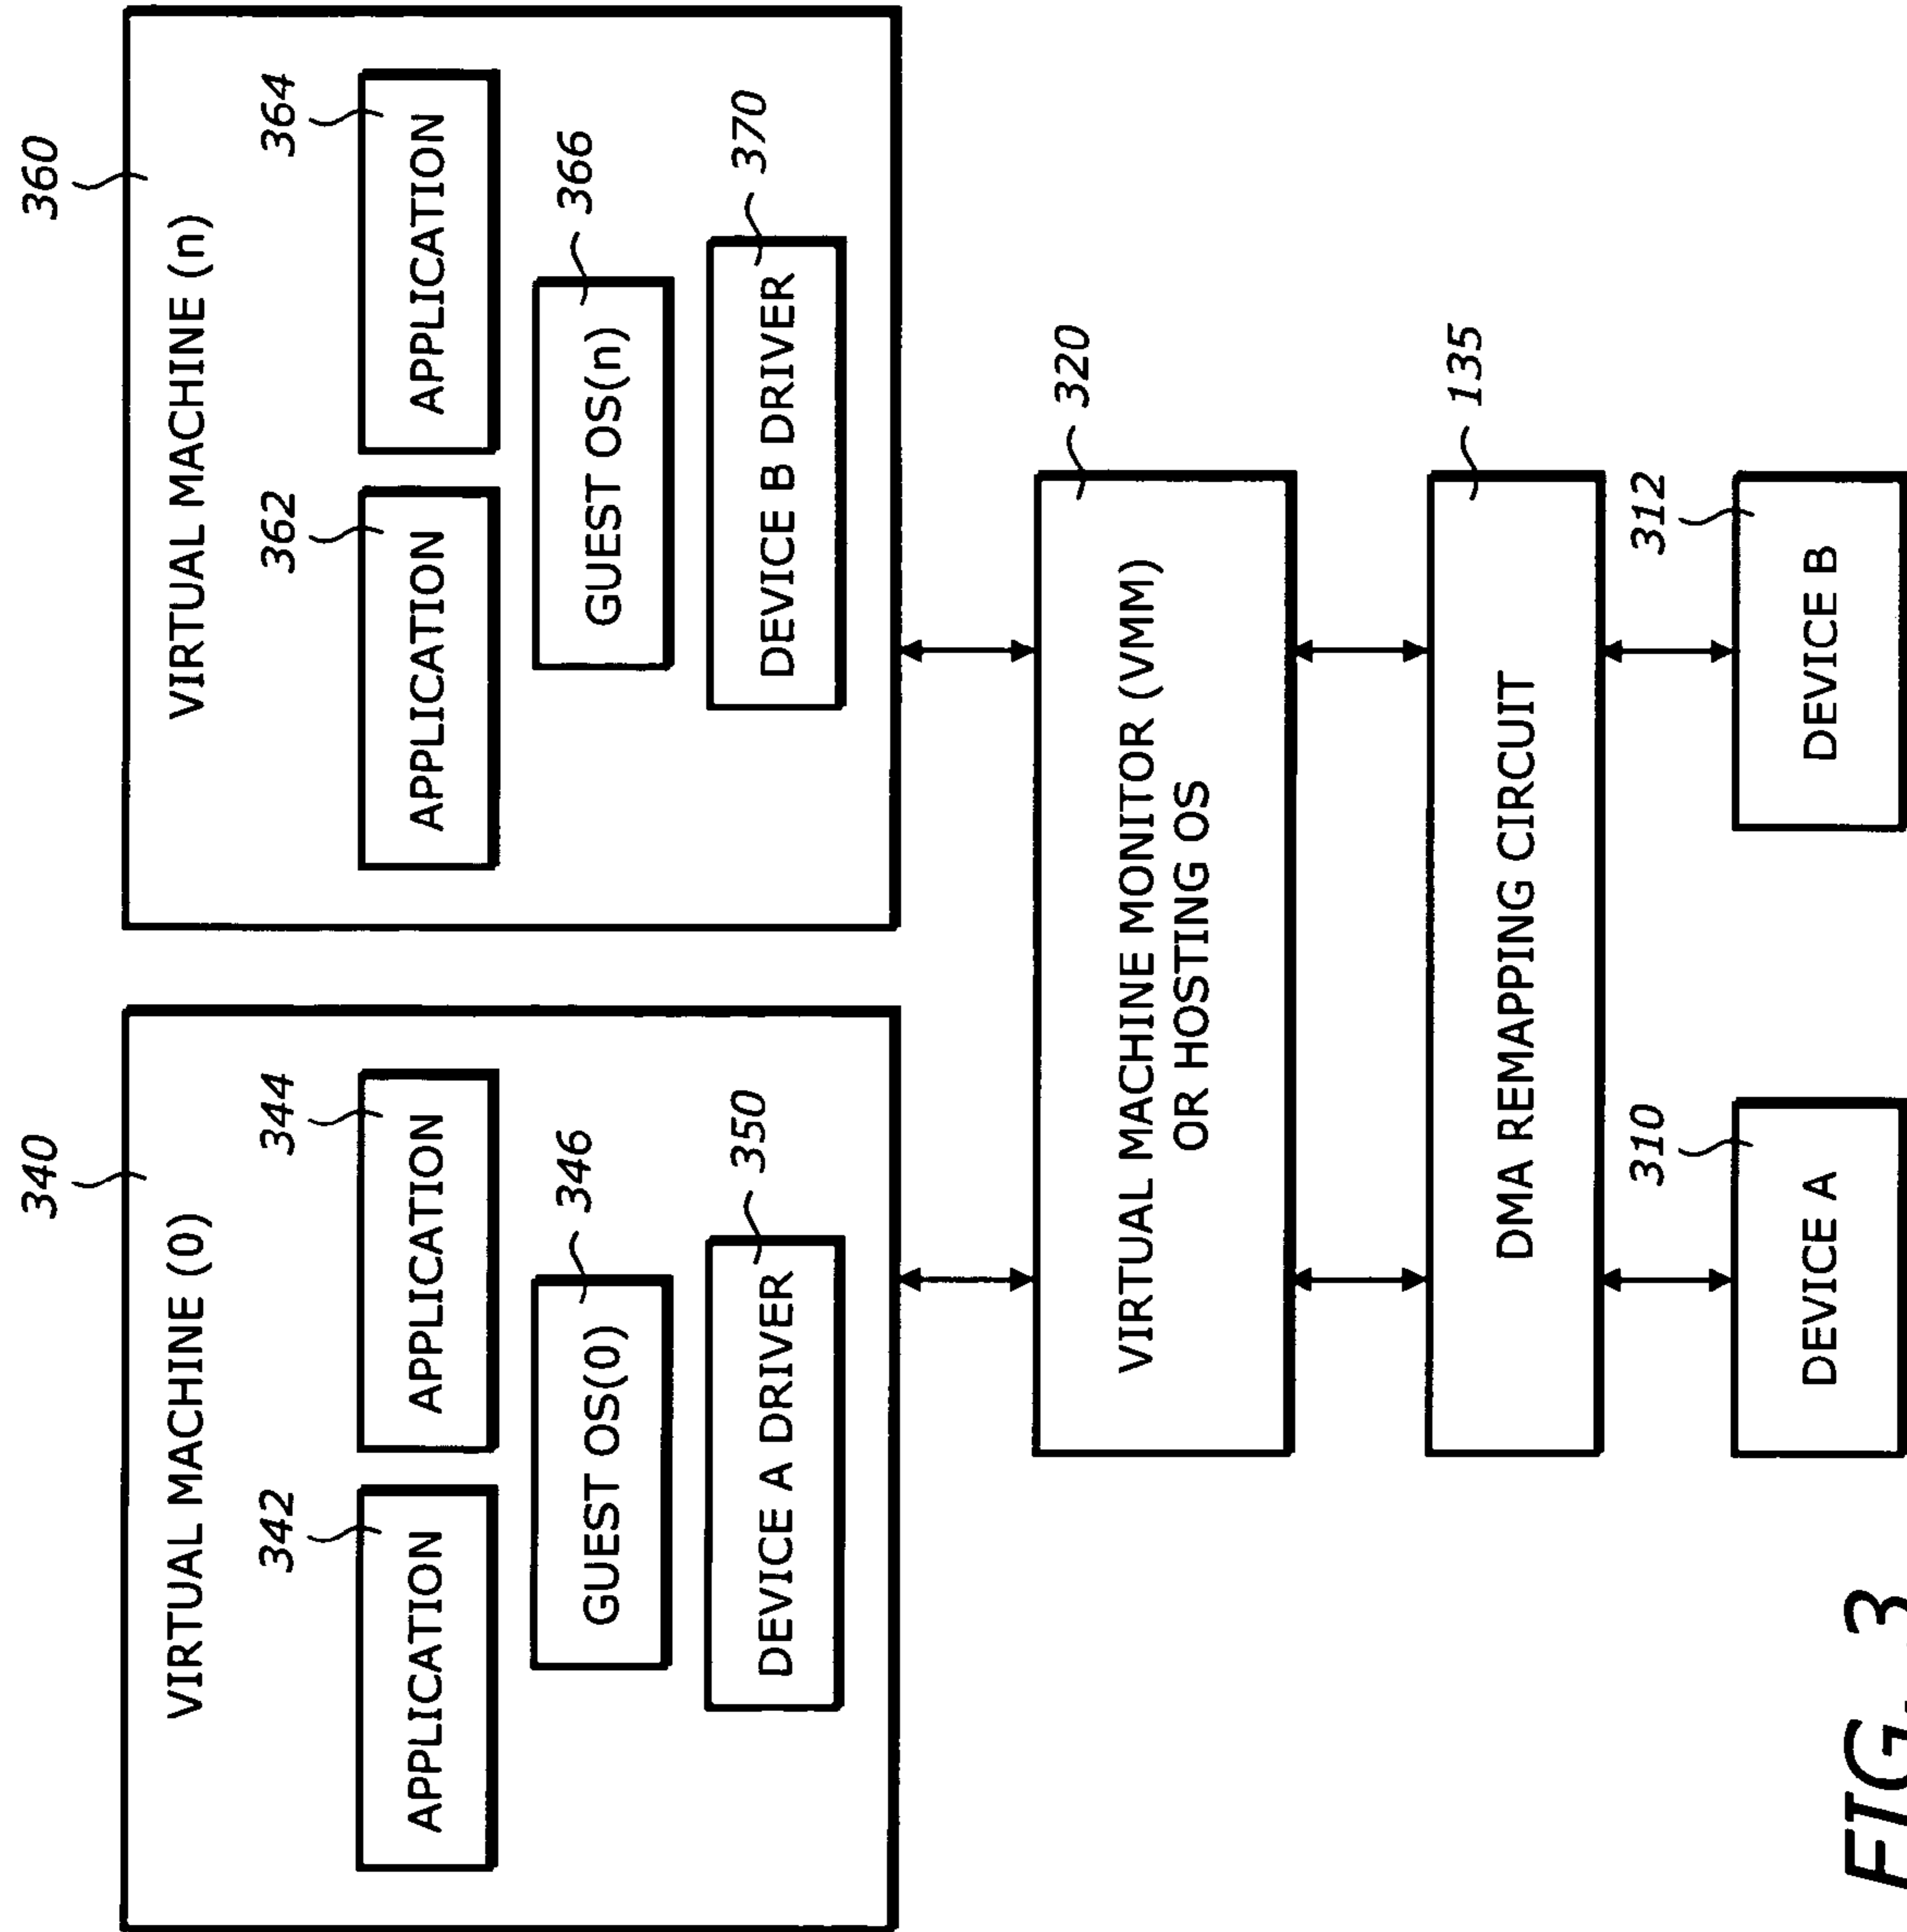 340
VIRTUAL MACHINE (0)
342
344
APPLICATION
APPLICATION
346
GUEST OS(0)
350
DEVICE A DRIVER
360
VIRTUAL MACHINE (n)
362
364
APPLICATION
APPLICATION
366
GUEST OS(n)
370
DEVICE B DRIVER
320
VIRTUAL MACHINE MONITOR (VMM)
OR HOSTING OS
135
DMA REMAPPING CIRCUIT
310
DEVICE A
312
DEVICE B
FIG. 3